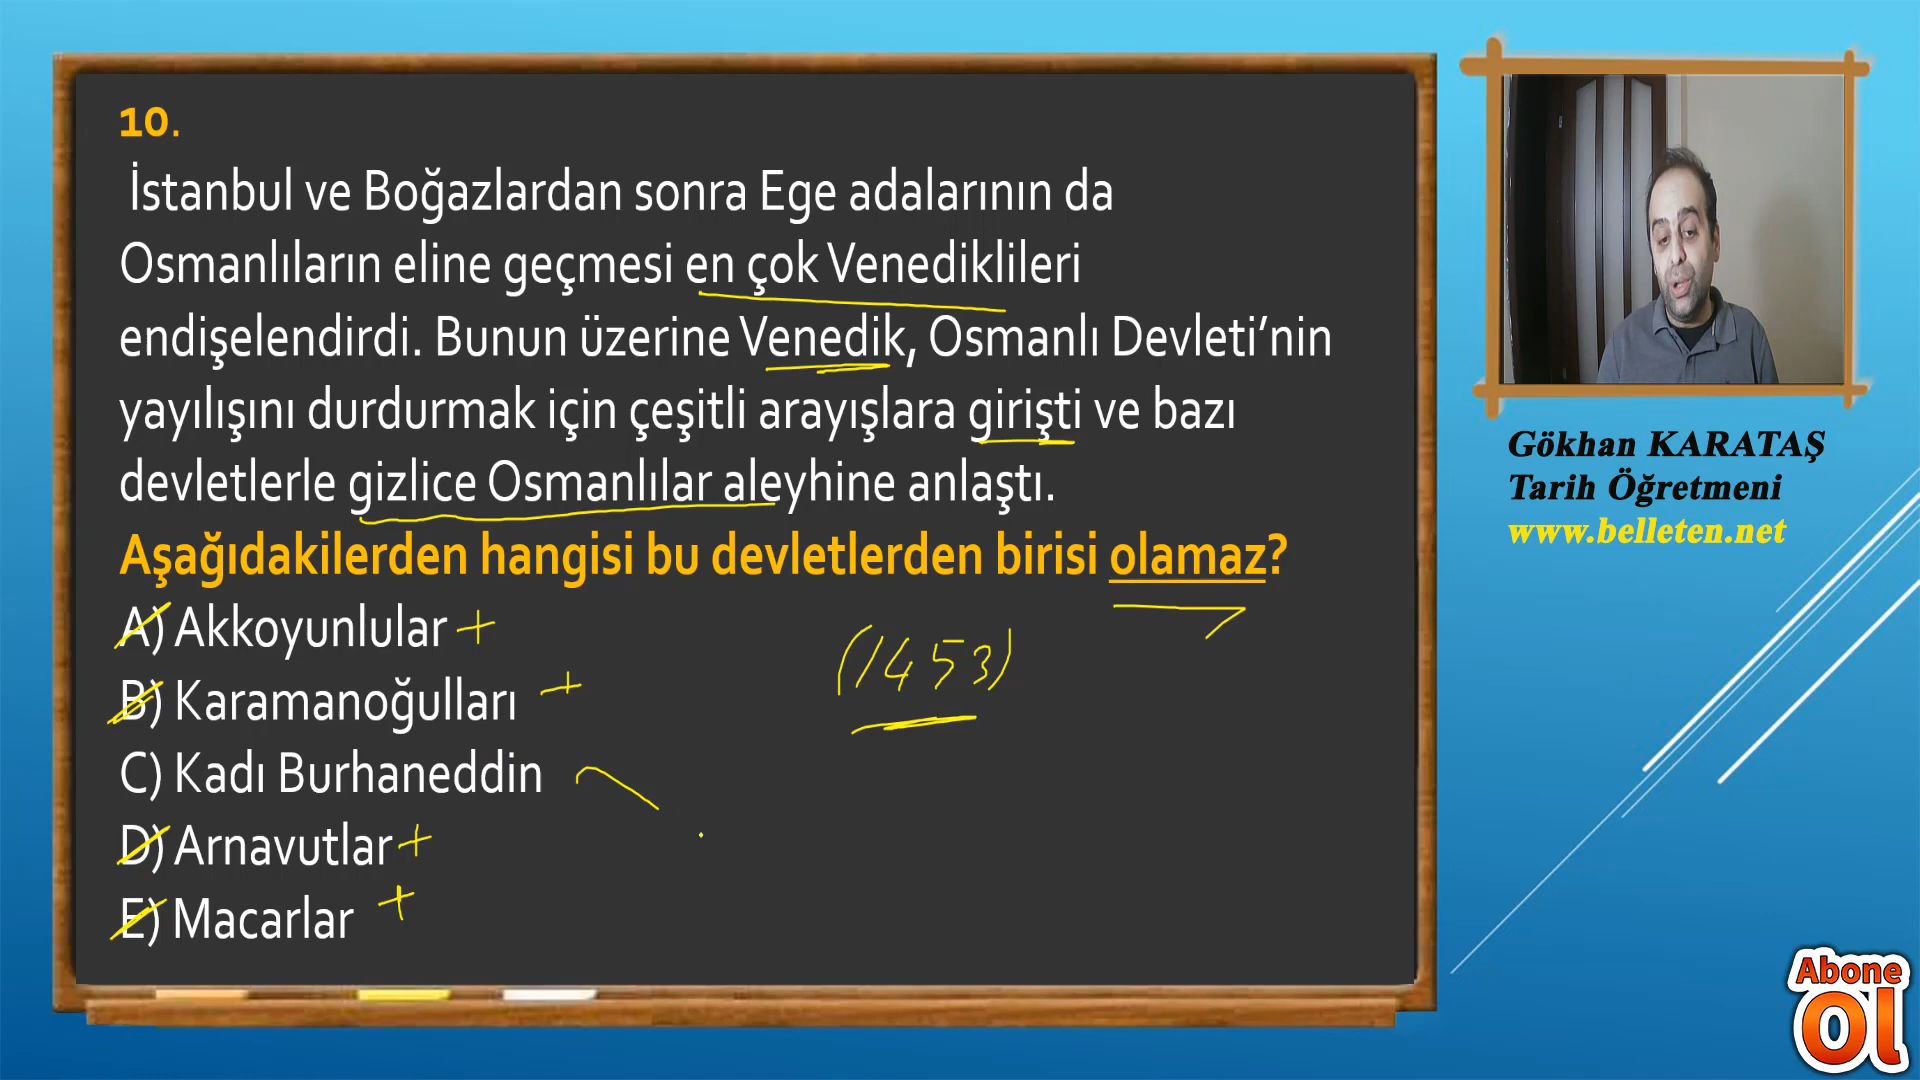 10.
İstanbul ve Boğazlardan sonra Ege adalarının da
Osmanlıların eline geçmesi en çok Venediklileri
endişelendirdi. Bunun üzerine Venedik, Osmanlı Devleti’nin
yayılışını durdurmak için çeşitli arayışlara girişti ve bazı
devletlerle gizlice Osmanlılar aleyhine anlaştı.
Aşağıdakilerden hangisi bu devletlerden birisi olamaz?
A) Akkoyunlular +
B) Karamanoğulları +
C) Kadı Burhaneddin
D) Arnavutlar +
E) Macarlar +
(1453)
Gökhan KARATAŞ
Tarih Öğretmeni
www.belleten.net
Abone
Ol